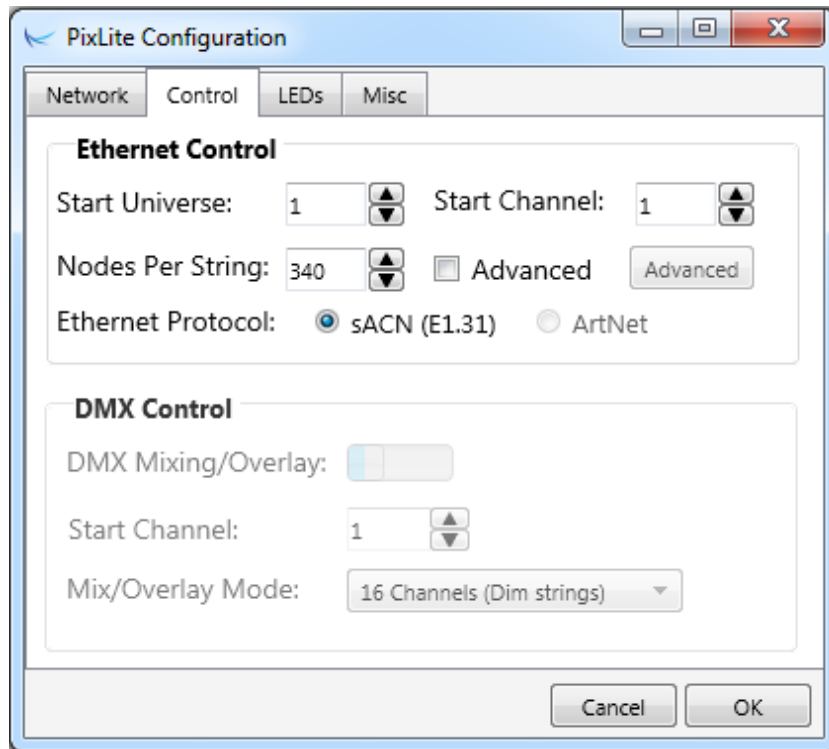 PixLite Configuration
Network Control LEDs Misc
Ethernet Control
Start Universe: 1 Start Channel: 1
Nodes Per String: 340 Advanced Advanced
Ethernet Protocol: sACN (E1.31) ArtNet
DMX Control
DMX Mixing/Overlay:
Start Channel: 1
Mix/Overlay Mode: 16 Channels (Dim strings)
Cancel OK